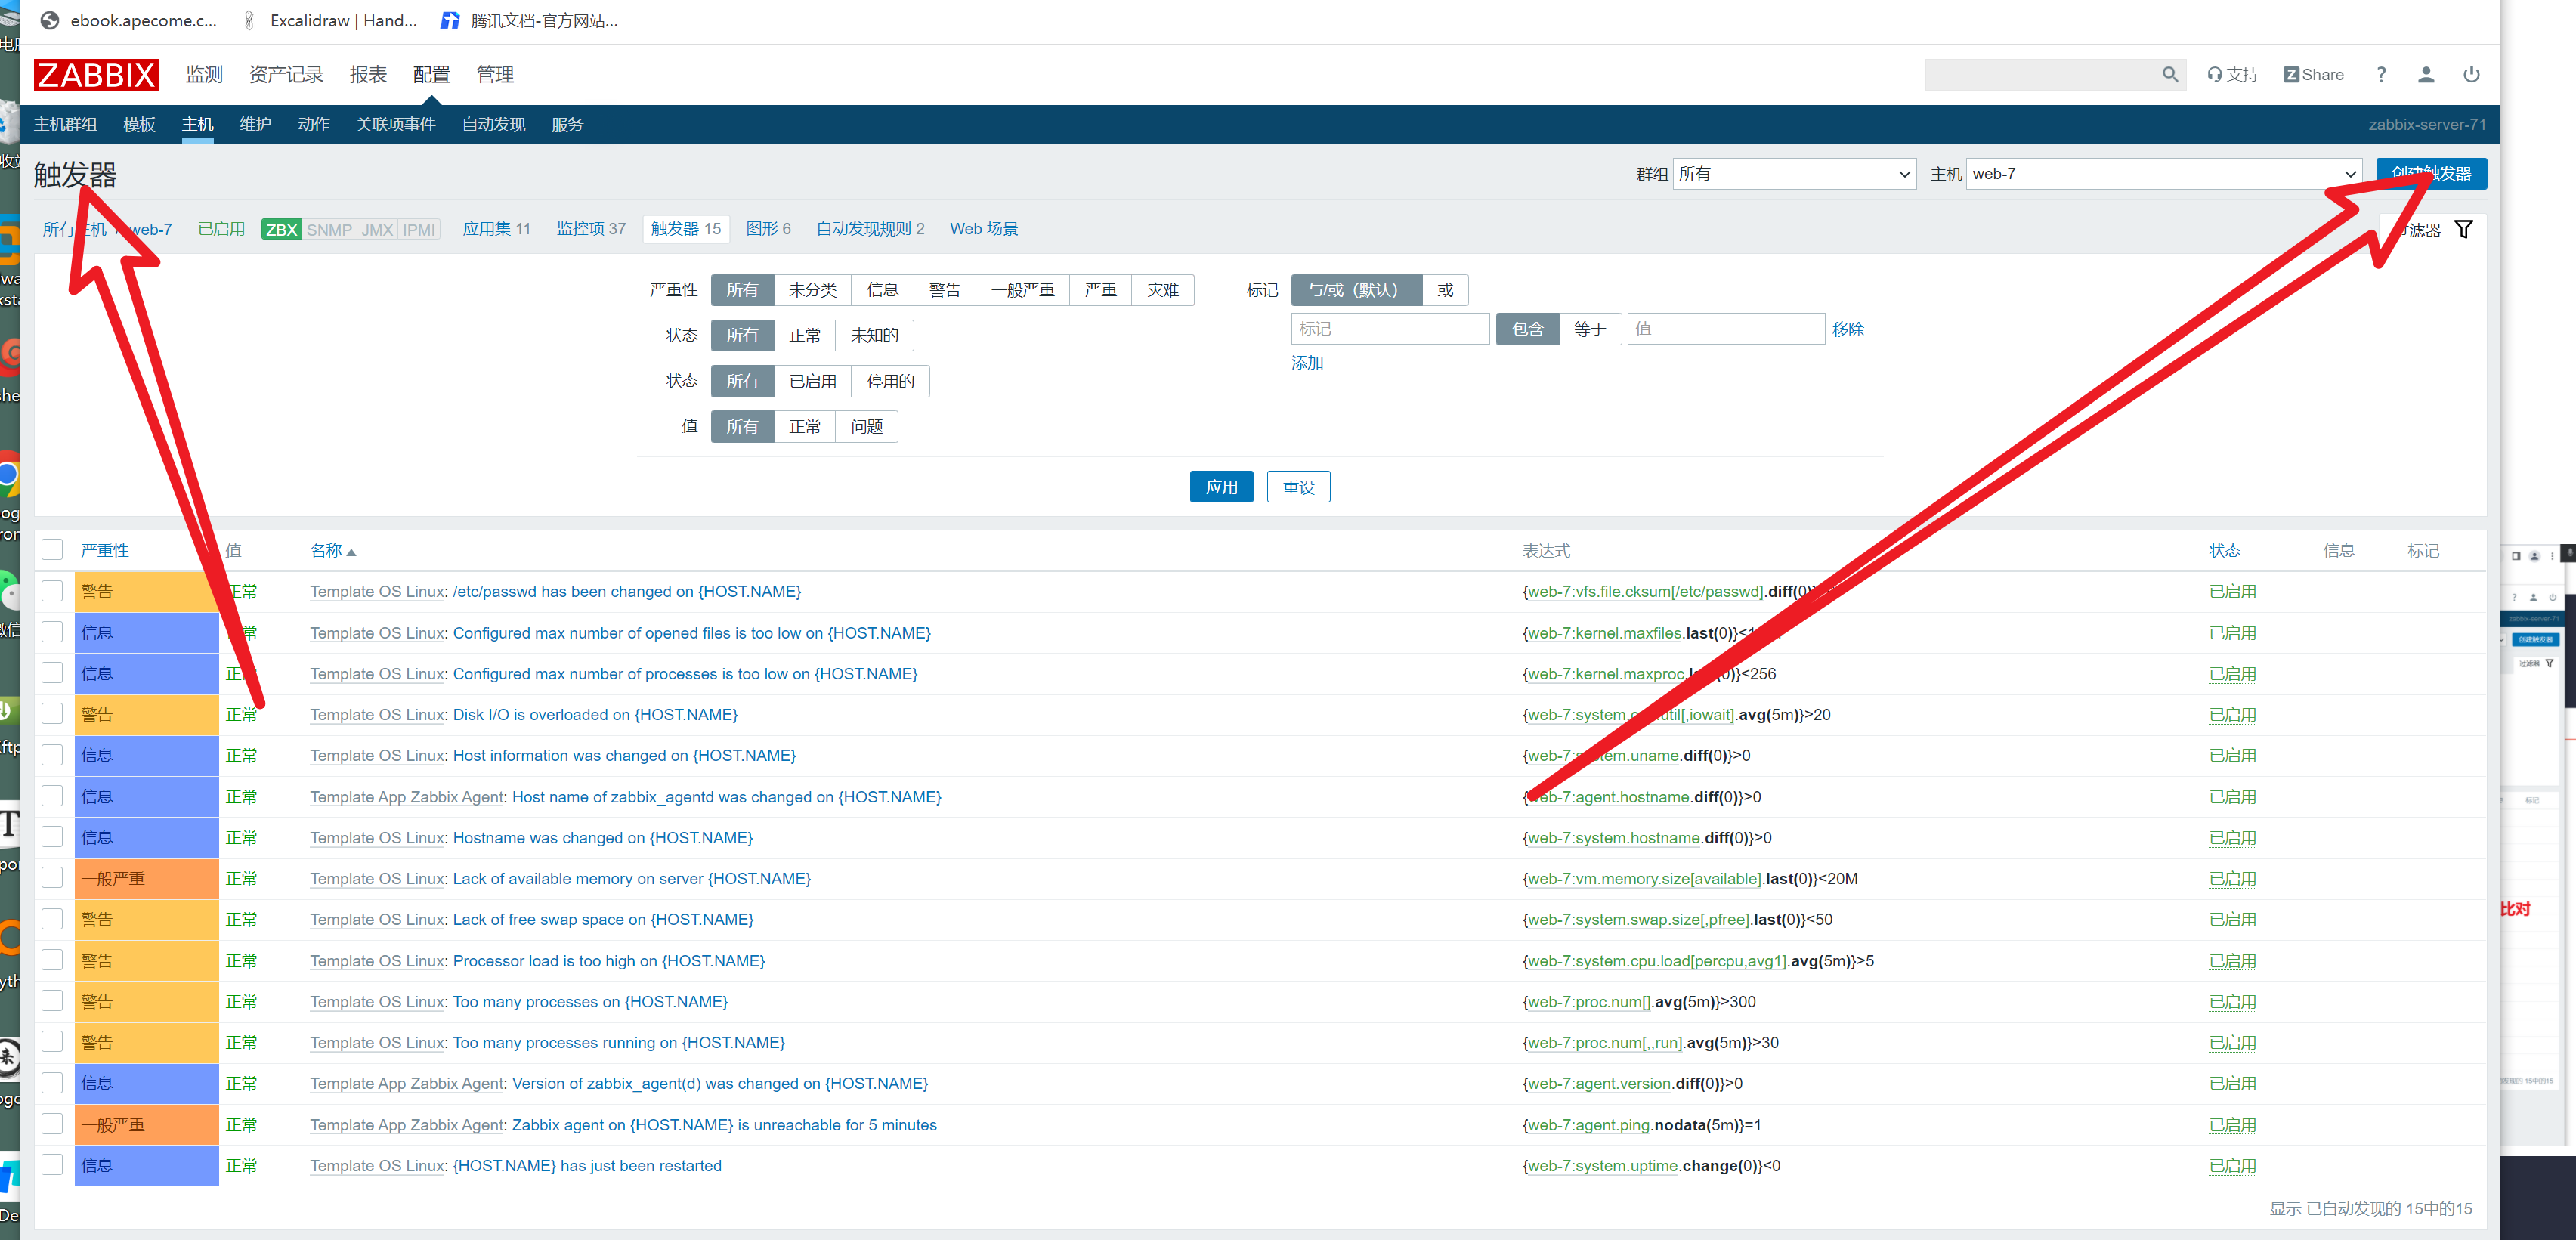 ebook.apecome.c... Excalidraw | Hand... 腾讯文档-官方网站...
ZABBIX 监测 资产记录 报表 配置 管理 支持 Share ?
主机群组 模板 主机 维护 动作 关联项事件 自动发现 服务 zabbix-server-71
触发器 群组 所有 主机 web-7 创建触发器
所有主机 / web-7 已启用 ZBX SNMP JMX IPMI 应用集 11 监控项 37 触发器 15 图形 6 自动发现规则 2 Web 场景 过滤器
严重性 所有 未分类 信息 警告 一般严重 严重 灾难 标记 与/或（默认） 或
标记 包含 等于 值 移除
状态 所有 正常 未知的
添加
状态 所有 已启用 停用的
值 所有 正常 问题
应用 重设
严重性 值 名称 表达式 状态 信息 标记
警告 正常 Template OS Linux: /etc/passwd has been changed on {HOST.NAME} {web-7:vfs.file.cksum[/etc/passwd].diff(0)} 已启用
信息 正常 Template OS Linux: Configured max number of opened files is too low on {HOST.NAME} {web-7:kernel.maxfiles.last(0)}<1 已启用
信息 正常 Template OS Linux: Configured max number of processes is too low on {HOST.NAME} {web-7:kernel.maxproc.last(0)}<256 已启用
警告 正常 Template OS Linux: Disk I/O is overloaded on {HOST.NAME} {web-7:system.cpu.util[,iowait].avg(5m)}>20 已启用
信息 正常 Template OS Linux: Host information was changed on {HOST.NAME} {web-7:system.uname.diff(0)}>0 已启用
信息 正常 Template App Zabbix Agent: Host name of zabbix_agentd was changed on {HOST.NAME} {web-7:agent.hostname.diff(0)}>0 已启用
信息 正常 Template OS Linux: Hostname was changed on {HOST.NAME} {web-7:system.hostname.diff(0)}>0 已启用
一般严重 正常 Template OS Linux: Lack of available memory on server {HOST.NAME} {web-7:vm.memory.size[available].last(0)}<20M 已启用
警告 正常 Template OS Linux: Lack of free swap space on {HOST.NAME} {web-7:system.swap.size[,pfree].last(0)}<50 已启用
比对
警告 正常 Template OS Linux: Processor load is too high on {HOST.NAME} {web-7:system.cpu.load[percpu,avg1].avg(5m)}>5 已启用
警告 正常 Template OS Linux: Too many processes on {HOST.NAME} {web-7:proc.num[].avg(5m)}>300 已启用
警告 正常 Template OS Linux: Too many processes running on {HOST.NAME} {web-7:proc.num[,,run].avg(5m)}>30 已启用
信息 正常 Template App Zabbix Agent: Version of zabbix_agent(d) was changed on {HOST.NAME} {web-7:agent.version.diff(0)}>0 已启用
一般严重 正常 Template App Zabbix Agent: Zabbix agent on {HOST.NAME} is unreachable for 5 minutes {web-7:agent.ping.nodata(5m)}=1 已启用
信息 正常 Template OS Linux: {HOST.NAME} has just been restarted {web-7:system.uptime.change(0)}<0 已启用
显示 已自动发现的 15中的15